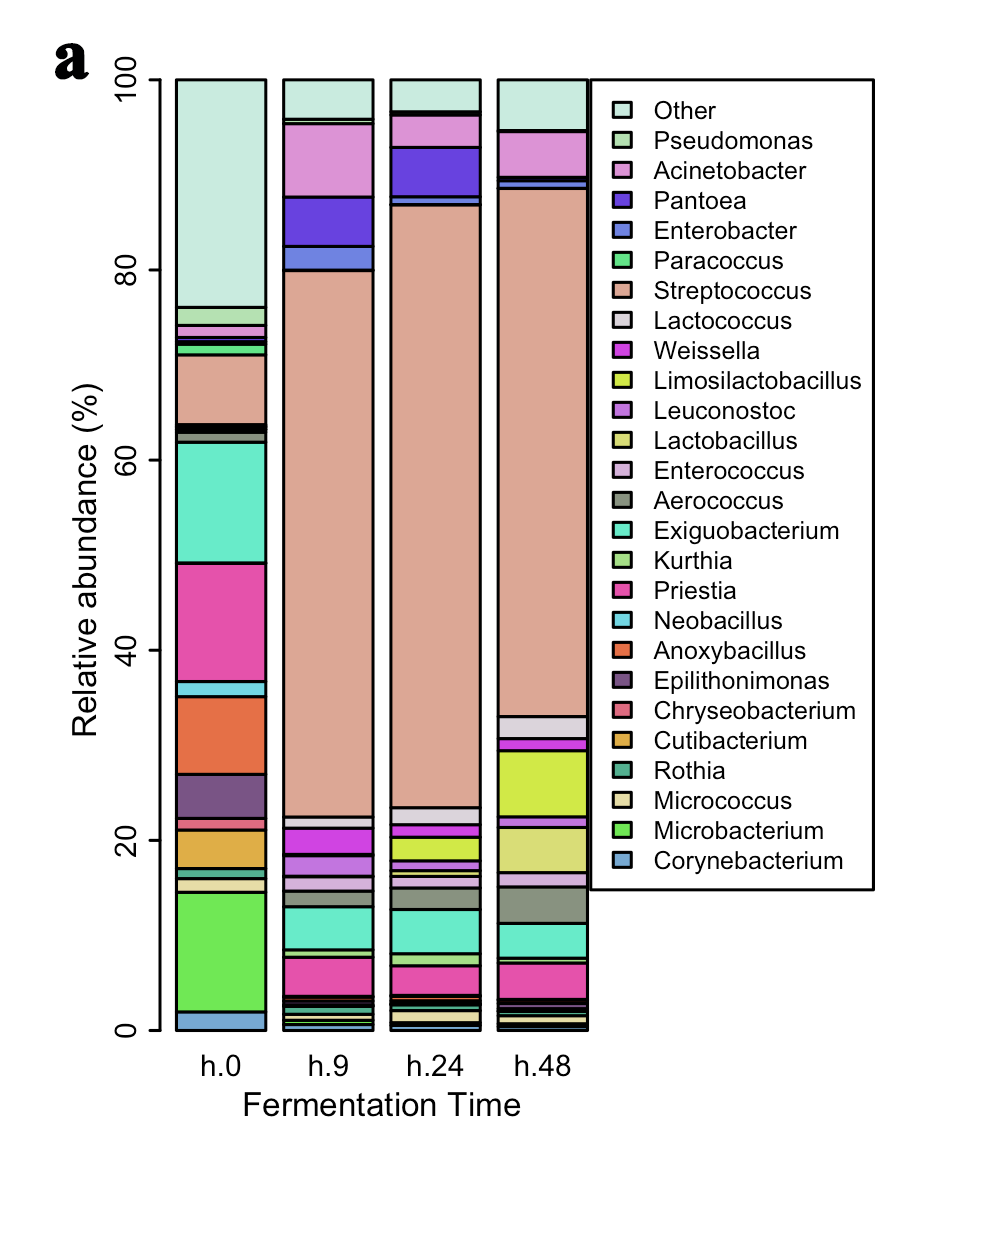 a
100
80
60
40
20
0
Relative abundance (%)
h.0 h.9 h.24 h.48
Fermentation Time
Other
Pseudomonas
Acinetobacter
Pantoea
Enterobacter
Paracoccus
Streptococcus
Lactococcus
Weissella
Limosilactobacillus
Leuconostoc
Lactobacillus
Enterococcus
Aerococcus
Exiguobacterium
Kurthia
Priestia
Neobacillus
Anoxybacillus
Epilithonimonas
Chryseobacterium
Cutibacterium
Rothia
Micrococcus
Microbacterium
Corynebacterium